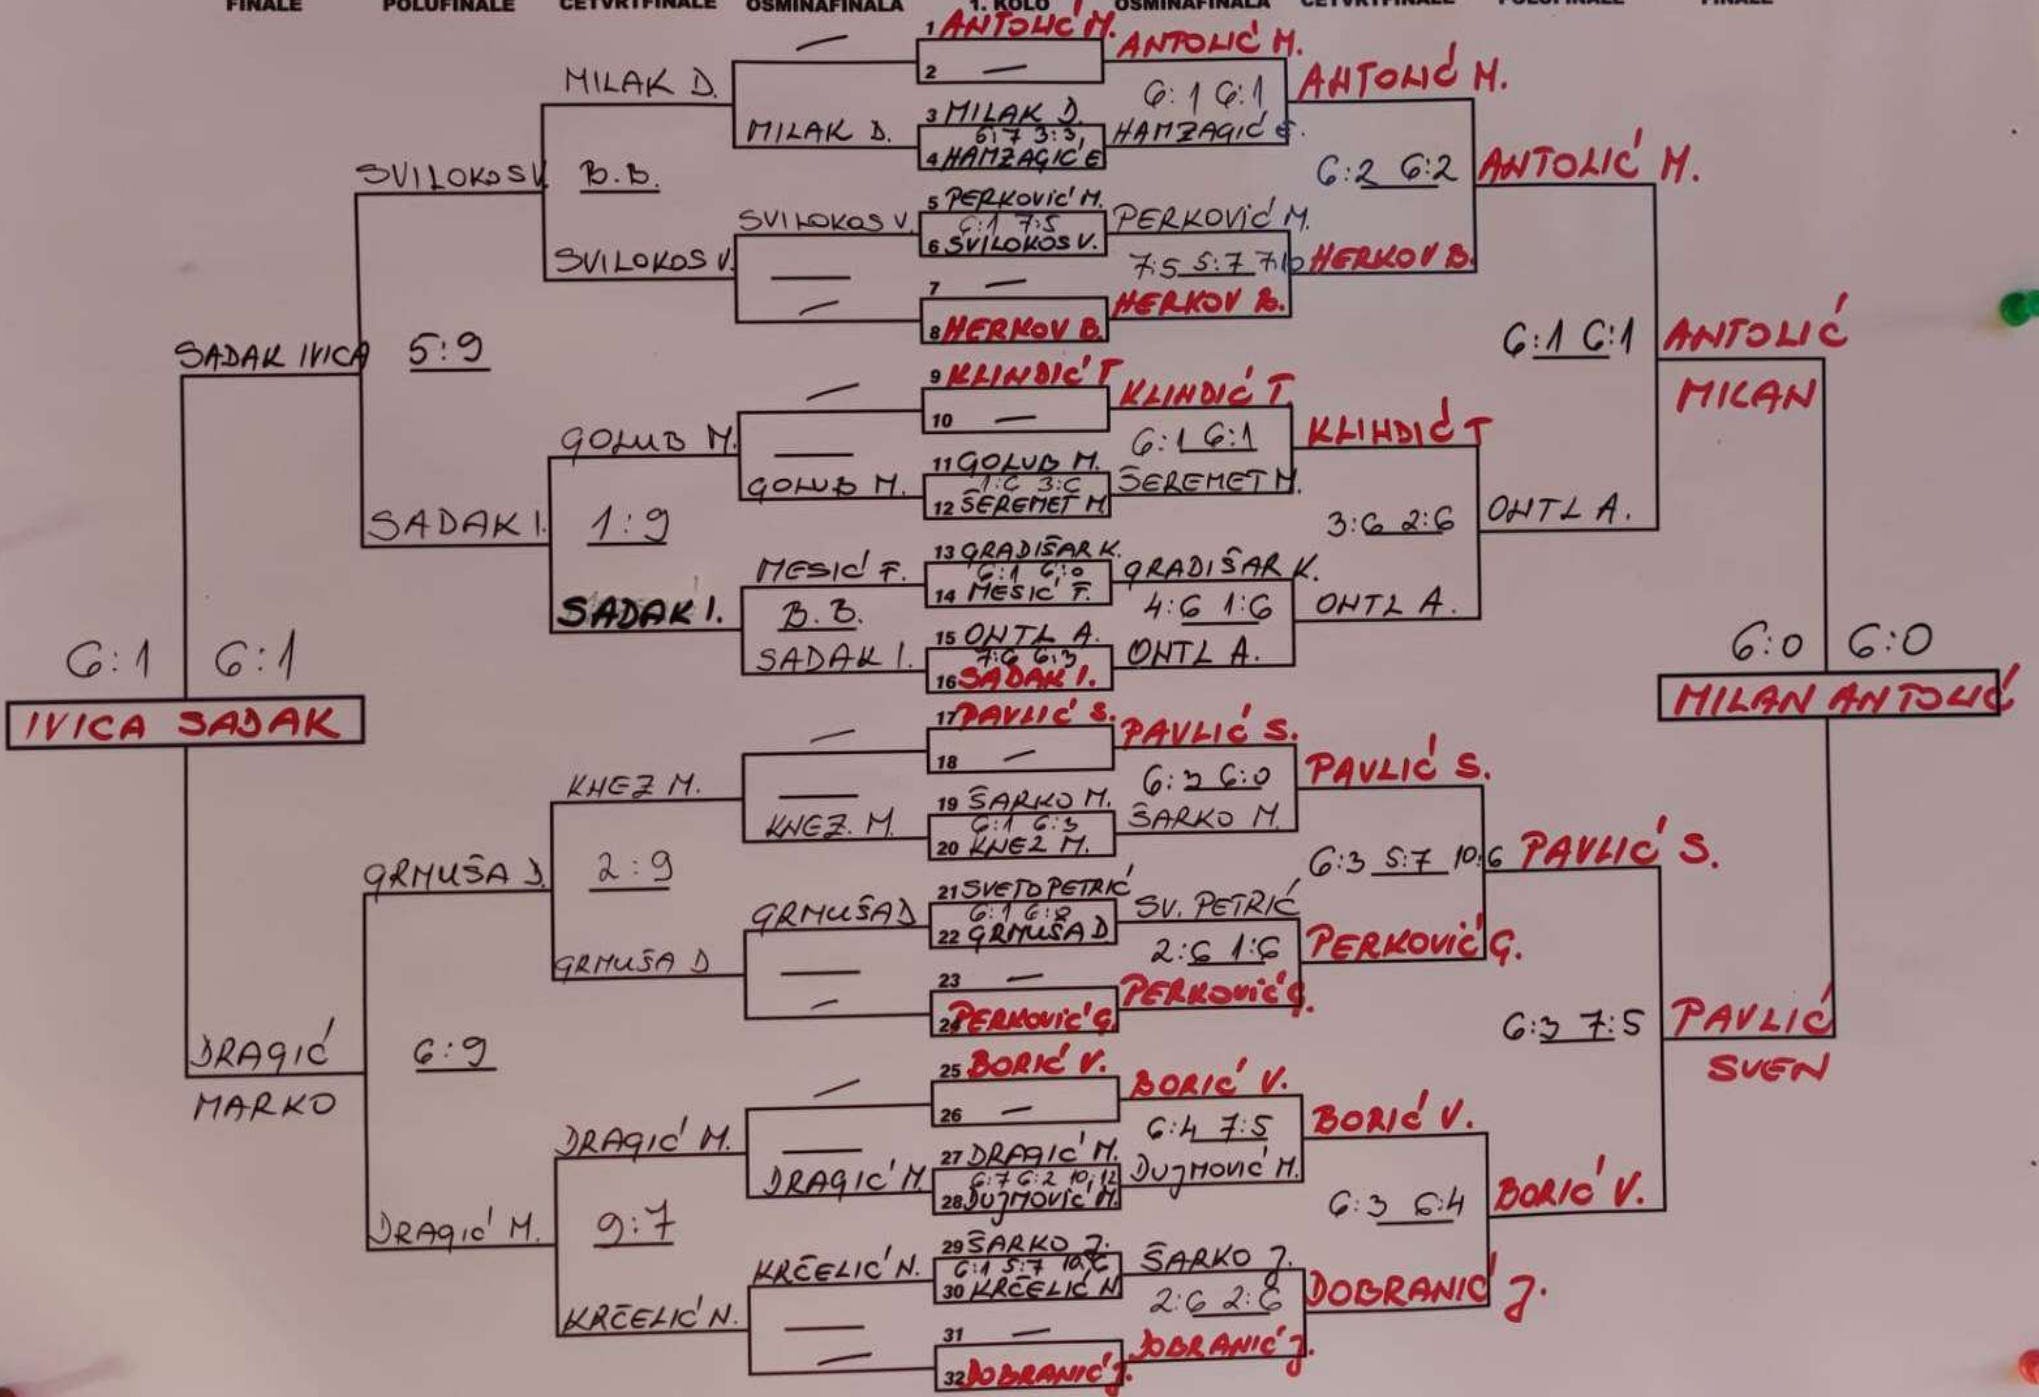 FINALE POLUFINALE ČETVRTFINALE OSMINAFINALA 1. KOLO OSMINAFINALA ČETVRTFINALE POLUFINALE FINALE
1 ANTOLIĆ M.
2 —
3 MILAK D.
6:7 3:3
4 HAMZAGIĆ E
5 PERKOVIĆ M.
6:1 7:5
6 SVILOKOS V.
7 —
8 HERKOV B.
9 KLINDIĆ T
10 —
11 GOLUB M.
1:6 3:6
12 ŠEREMET M
13 GRADIŠAR K.
6:1 6:0
14 MESIĆ F.
15 OHTL A.
7:6 6:3
16 SADAK I.
17 PAVLIĆ S.
18 —
19 ŠARKO M.
6:1 6:3
20 KNEZ M.
21 SVETO PETRIĆ
6:1 6:0
22 GRMUŠA D
23 —
24 PERKOVIĆ G.
25 BORIĆ V.
26 —
27 DRAGIĆ M.
6:7 6:2 10:12
28 DUJMOVIĆ M.
29 ŠARKO J.
6:1 5:7 10:6
30 KRČELIĆ N
31 —
32 DOBRANIĆ J.
ANTOLIĆ M.
6:1 6:1
HAMZAGIĆ E.
PERKOVIĆ M.
7:5 5:7 7:10
HERKOV B.
KLINDIĆ T.
6:1 6:1
ŠEREMET M.
GRADIŠAR K.
4:6 1:6
OHTL A.
PAVLIĆ S.
6:3 6:0
ŠARKO M.
SV. PETRIĆ
2:6 1:6
PERKOVIĆ G.
BORIĆ V.
6:4 7:5
DUJMOVIĆ M.
ŠARKO J.
2:6 2:6
DOBRANIĆ J.
ANTOLIĆ M.
6:2 6:2
HERKOV B.
KLINDIĆ T
3:6 2:6
OHTL A.
PAVLIĆ S.
6:3 5:7 10:6
PERKOVIĆ G.
BORIĆ V.
6:3 6:4
DOBRANIĆ J.
ANTOLIĆ M.
6:1 6:1
OHTL A.
PAVLIĆ S.
6:3 7:5
BORIĆ V.
ANTOLIĆ
MILAN
6:0 6:0
MILAN ANTOLIĆ
PAVLIĆ
SVEN
—
MILAK D.
SVILOKOS V.
—
—
—
—
GOLUB M.
MESIĆ F.
B.B.
SADAK I.
—
—
KNEZ. M.
GRMUŠA D
—
—
—
—
DRAGIĆ M.
KRČELIĆ N.
—
—
MILAK D.
B.B.
SVILOKOS V.
GOLUB M.
1:9
SADAK I.
KNEZ M.
2:9
GRMUŠA D
DRAGIĆ M.
9:7
KRČELIĆ N.
SVILOKOS V
5:9
SADAK I.
GRMUŠA D.
6:9
DRAGIĆ M.
SADAK IVICA
6:1 6:1
IVICA SADAK
DRAGIĆ
MARKO